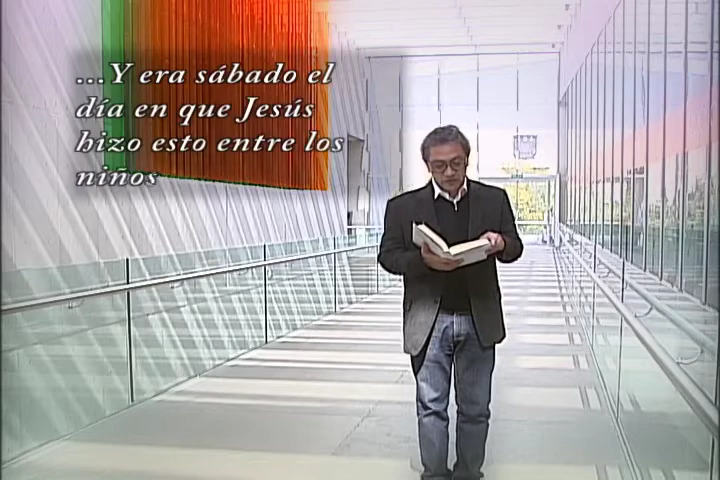 ...Y era sábado el
día en que Jesús
hizo esto entre los
niños